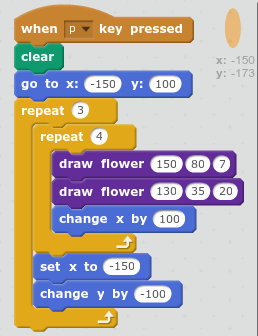 when p key pressed
x: -150
clear
y: -173
go to x: -150 y: 100
repeat 3
repeat 4
draw flower 150 80 7
draw flower 130 35 20
change x by 100
set x to -150
change y by -100